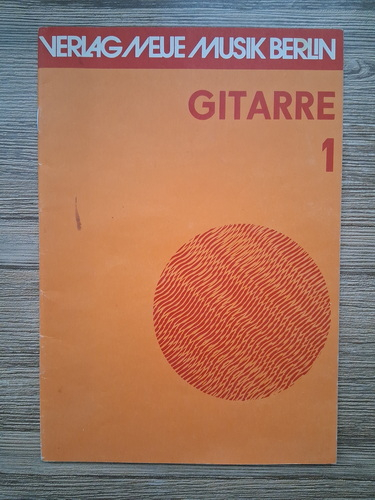 VERLAG NEUE MUSIK BERLIN
GITARRE
1